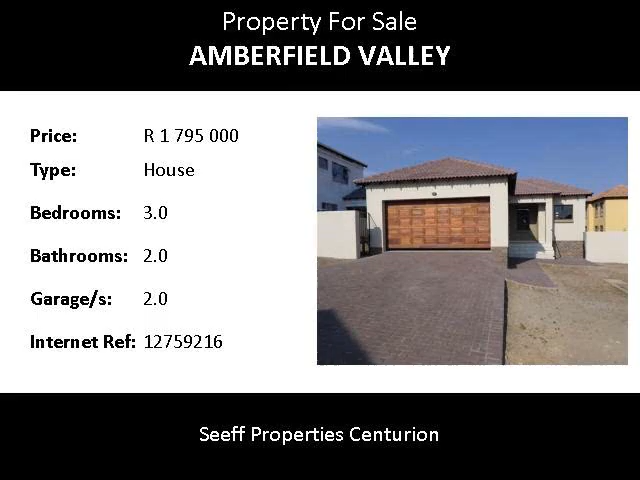 Property For Sale
AMBERFIELD VALLEY
Price: R 1 795 000
Type: House
Bedrooms: 3.0
Bathrooms: 2.0
Garage/s: 2.0
Internet Ref: 12759216
Seeff Properties Centurion